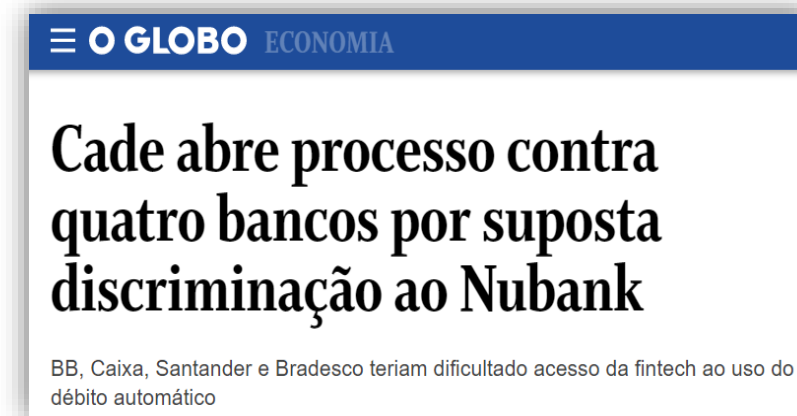 O GLOBO ECONOMIA
Cade abre processo contra
quatro bancos por suposta
discriminação ao Nubank
BB, Caixa, Santander e Bradesco teriam dificultado acesso da fintech ao uso do
débito automático